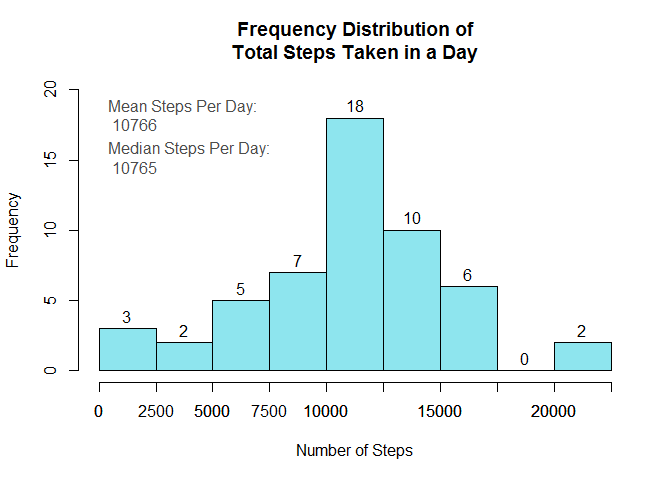 Frequency Distribution of
Total Steps Taken in a Day
Mean Steps Per Day:
10766
Median Steps Per Day:
10765
Frequency
20
15
10
5
0
3
2
5
7
18
10
6
0
2
0 2500 5000 7500 10000 15000 20000
Number of Steps